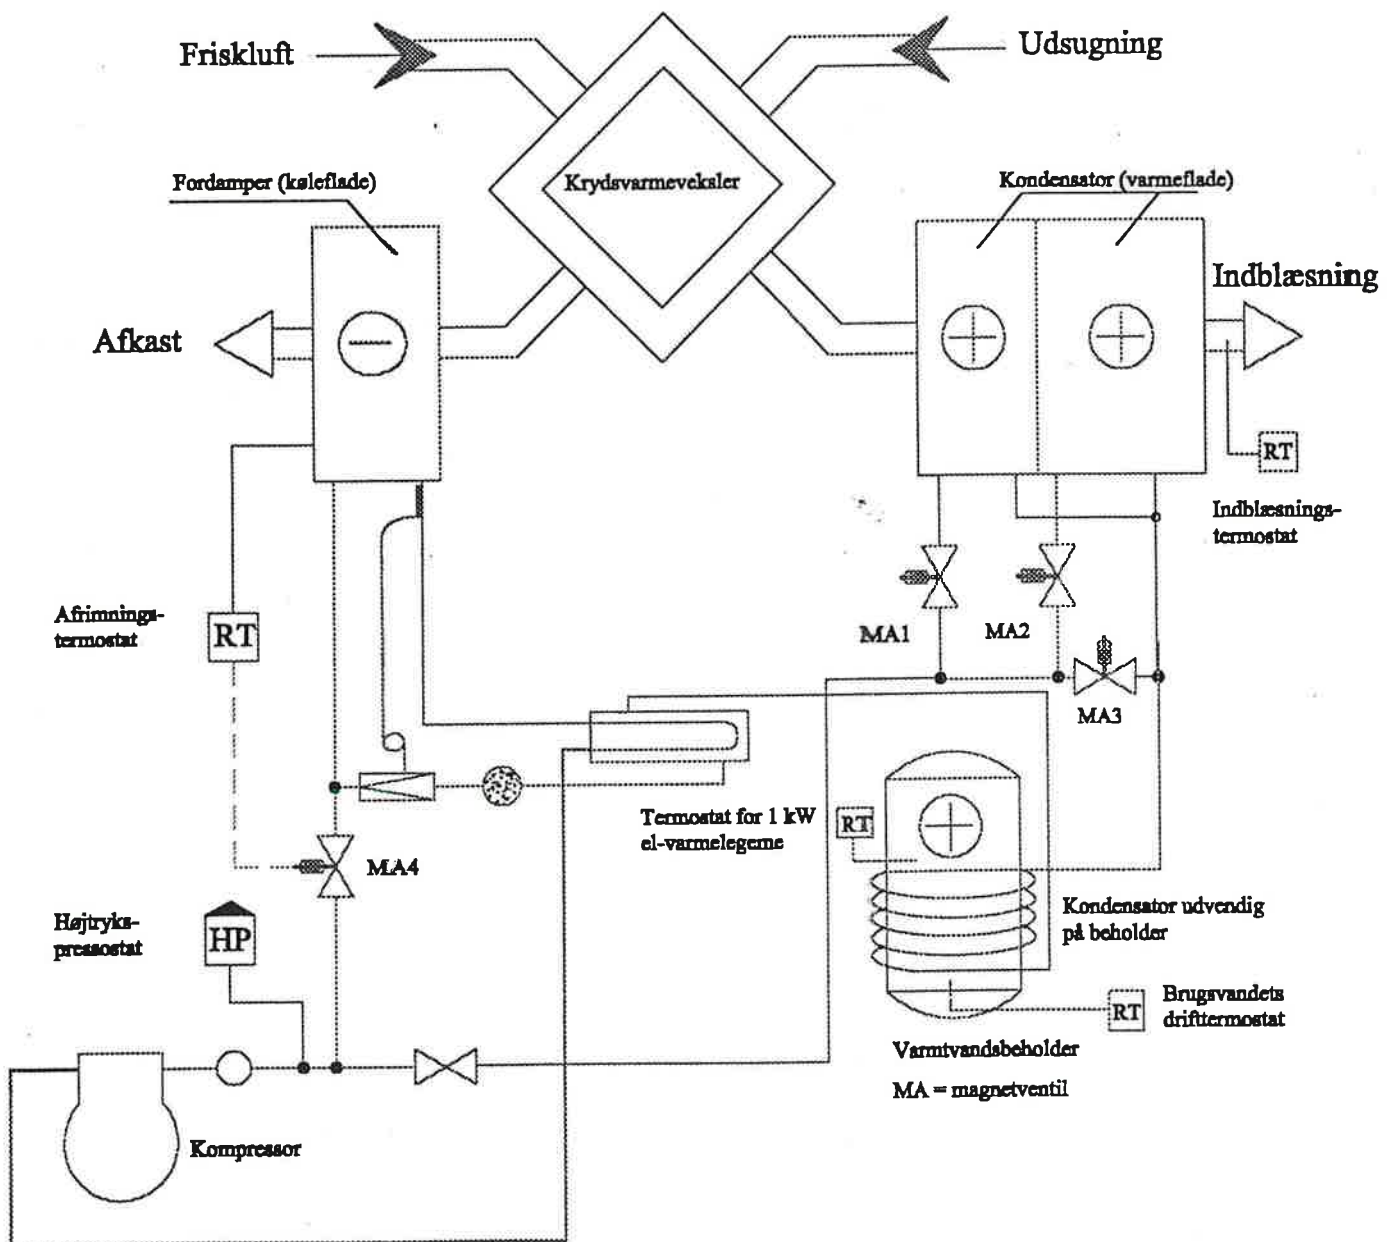 Friskluft
Udsugning
Krydsvarmeveksler
Fordamper (køleflade)
Kondensator (varmeflade)
Afkast
Indblæsning
RT
Indblæsnings-
termostat
Afrimnings-
termostat
RT
MA1
MA2
MA3
Termostat for 1 kW
el-varmelegeme
RT
MA4
Højtryks-
pressostat
HP
Kondensator udvendig
på beholder
RT
Brugsvandets
drifttermostat
Varmtvandsbeholder
MA = magnetventil
Kompressor